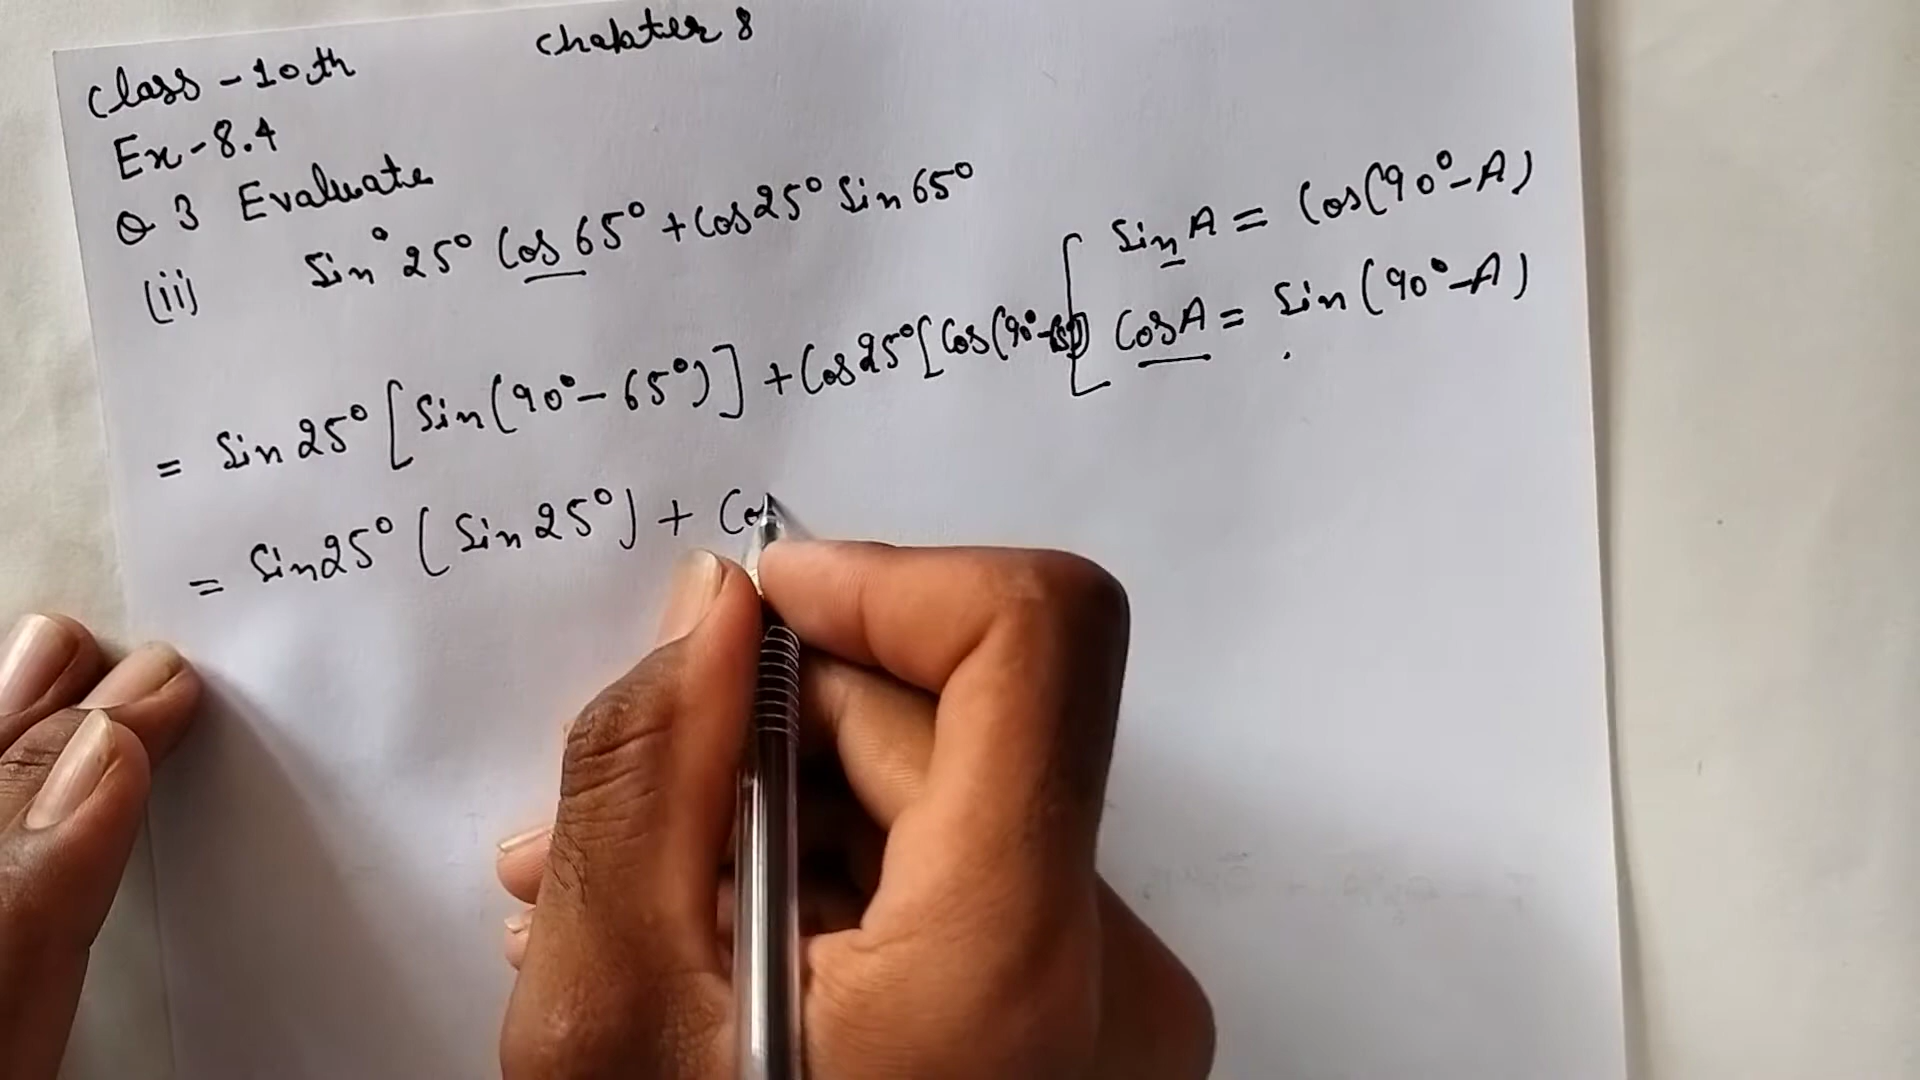 Chapter 8
Class - 10th
Ex - 8.4
Q 3 Evaluate
(ii) Sin 25° Cos 65° + Cos 25° Sin 65°
[ Sin A = Cos(90° - A)
Cos A = Sin(90° - A)
= Sin 25° [Sin(90° - 65°)] + Cos 25° [Cos(90° - 65°)]
= Sin 25° (Sin 25°) + Co